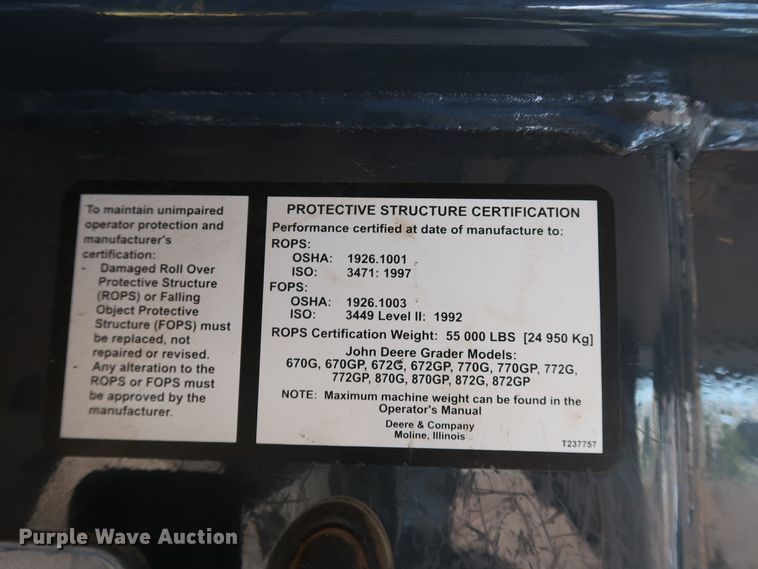 To maintain unimpaired
operator protection and
manufacturer's
certification:
- Damaged Roll Over
Protective Structure
(ROPS) or Falling
Object Protective
Structure (FOPS) must
be replaced, not
repaired or revised.
Any alteration to the
ROPS or FOPS must
be approved by the
manufacturer.
PROTECTIVE STRUCTURE CERTIFICATION
Performance certified at date of manufacture to:
ROPS:
OSHA: 1926.1001
ISO: 3471: 1997
FOPS:
OSHA: 1926.1003
ISO: 3449 Level II: 1992
ROPS Certification Weight: 55 000 LBS [24 950 Kg]
John Deere Grader Models:
670G, 670GP, 672G, 672GP, 770G, 770GP, 772G,
772GP, 870G, 870GP, 872G, 872GP
NOTE: Maximum machine weight can be found in the
Operator's Manual
Deere & Company
Moline, Illinois
T237757
Purple Wave Auction